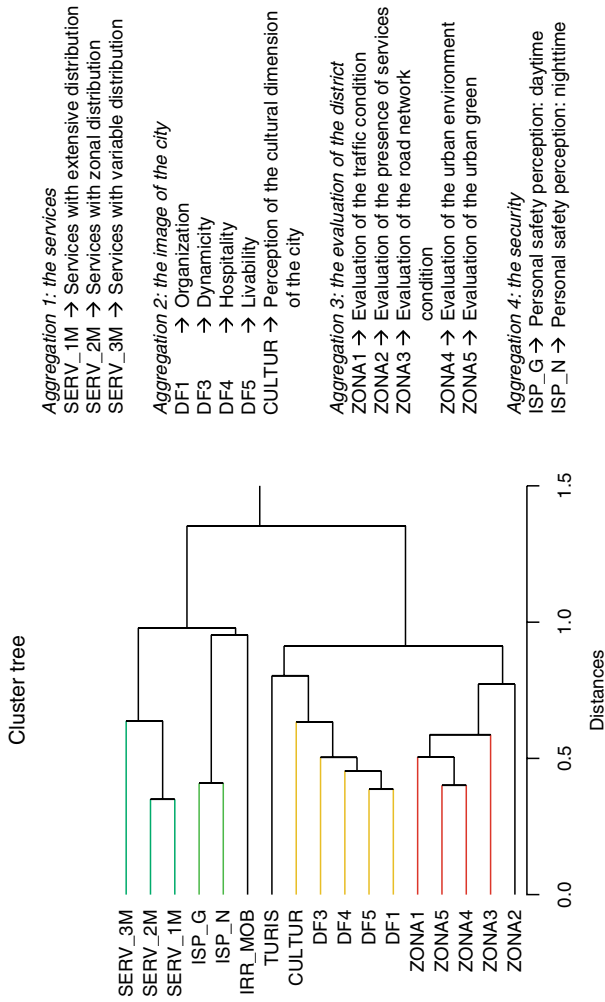 Cluster tree
SERV_3M
SERV_2M
SERV_1M
ISP_G
ISP_N
IRR_MOB
TURIS
CULTUR
DF3
DF4
DF5
DF1
ZONA1
ZONA5
ZONA4
ZONA3
ZONA2
0.0
0.5
1.0
1.5
Distances
Aggregation 1: the services
SERV_1M → Services with extensive distribution
SERV_2M → Services with zonal distribution
SERV_3M → Services with variable distribution
Aggregation 2: the image of the city
DF1 → Organization
DF3 → Dynamicity
DF4 → Hospitality
DF5 → Livability
CULTUR → Perception of the cultural dimension
of the city
Aggregation 3: the evaluation of the district
ZONA1 → Evaluation of the traffic condition
ZONA2 → Evaluation of the presence of services
ZONA3 → Evaluation of the road network
condition
ZONA4 → Evaluation of the urban environment
ZONA5 → Evaluation of the urban green
Aggregation 4: the security
ISP_G → Personal safety perception: daytime
ISP_N → Personal safety perception: nighttime